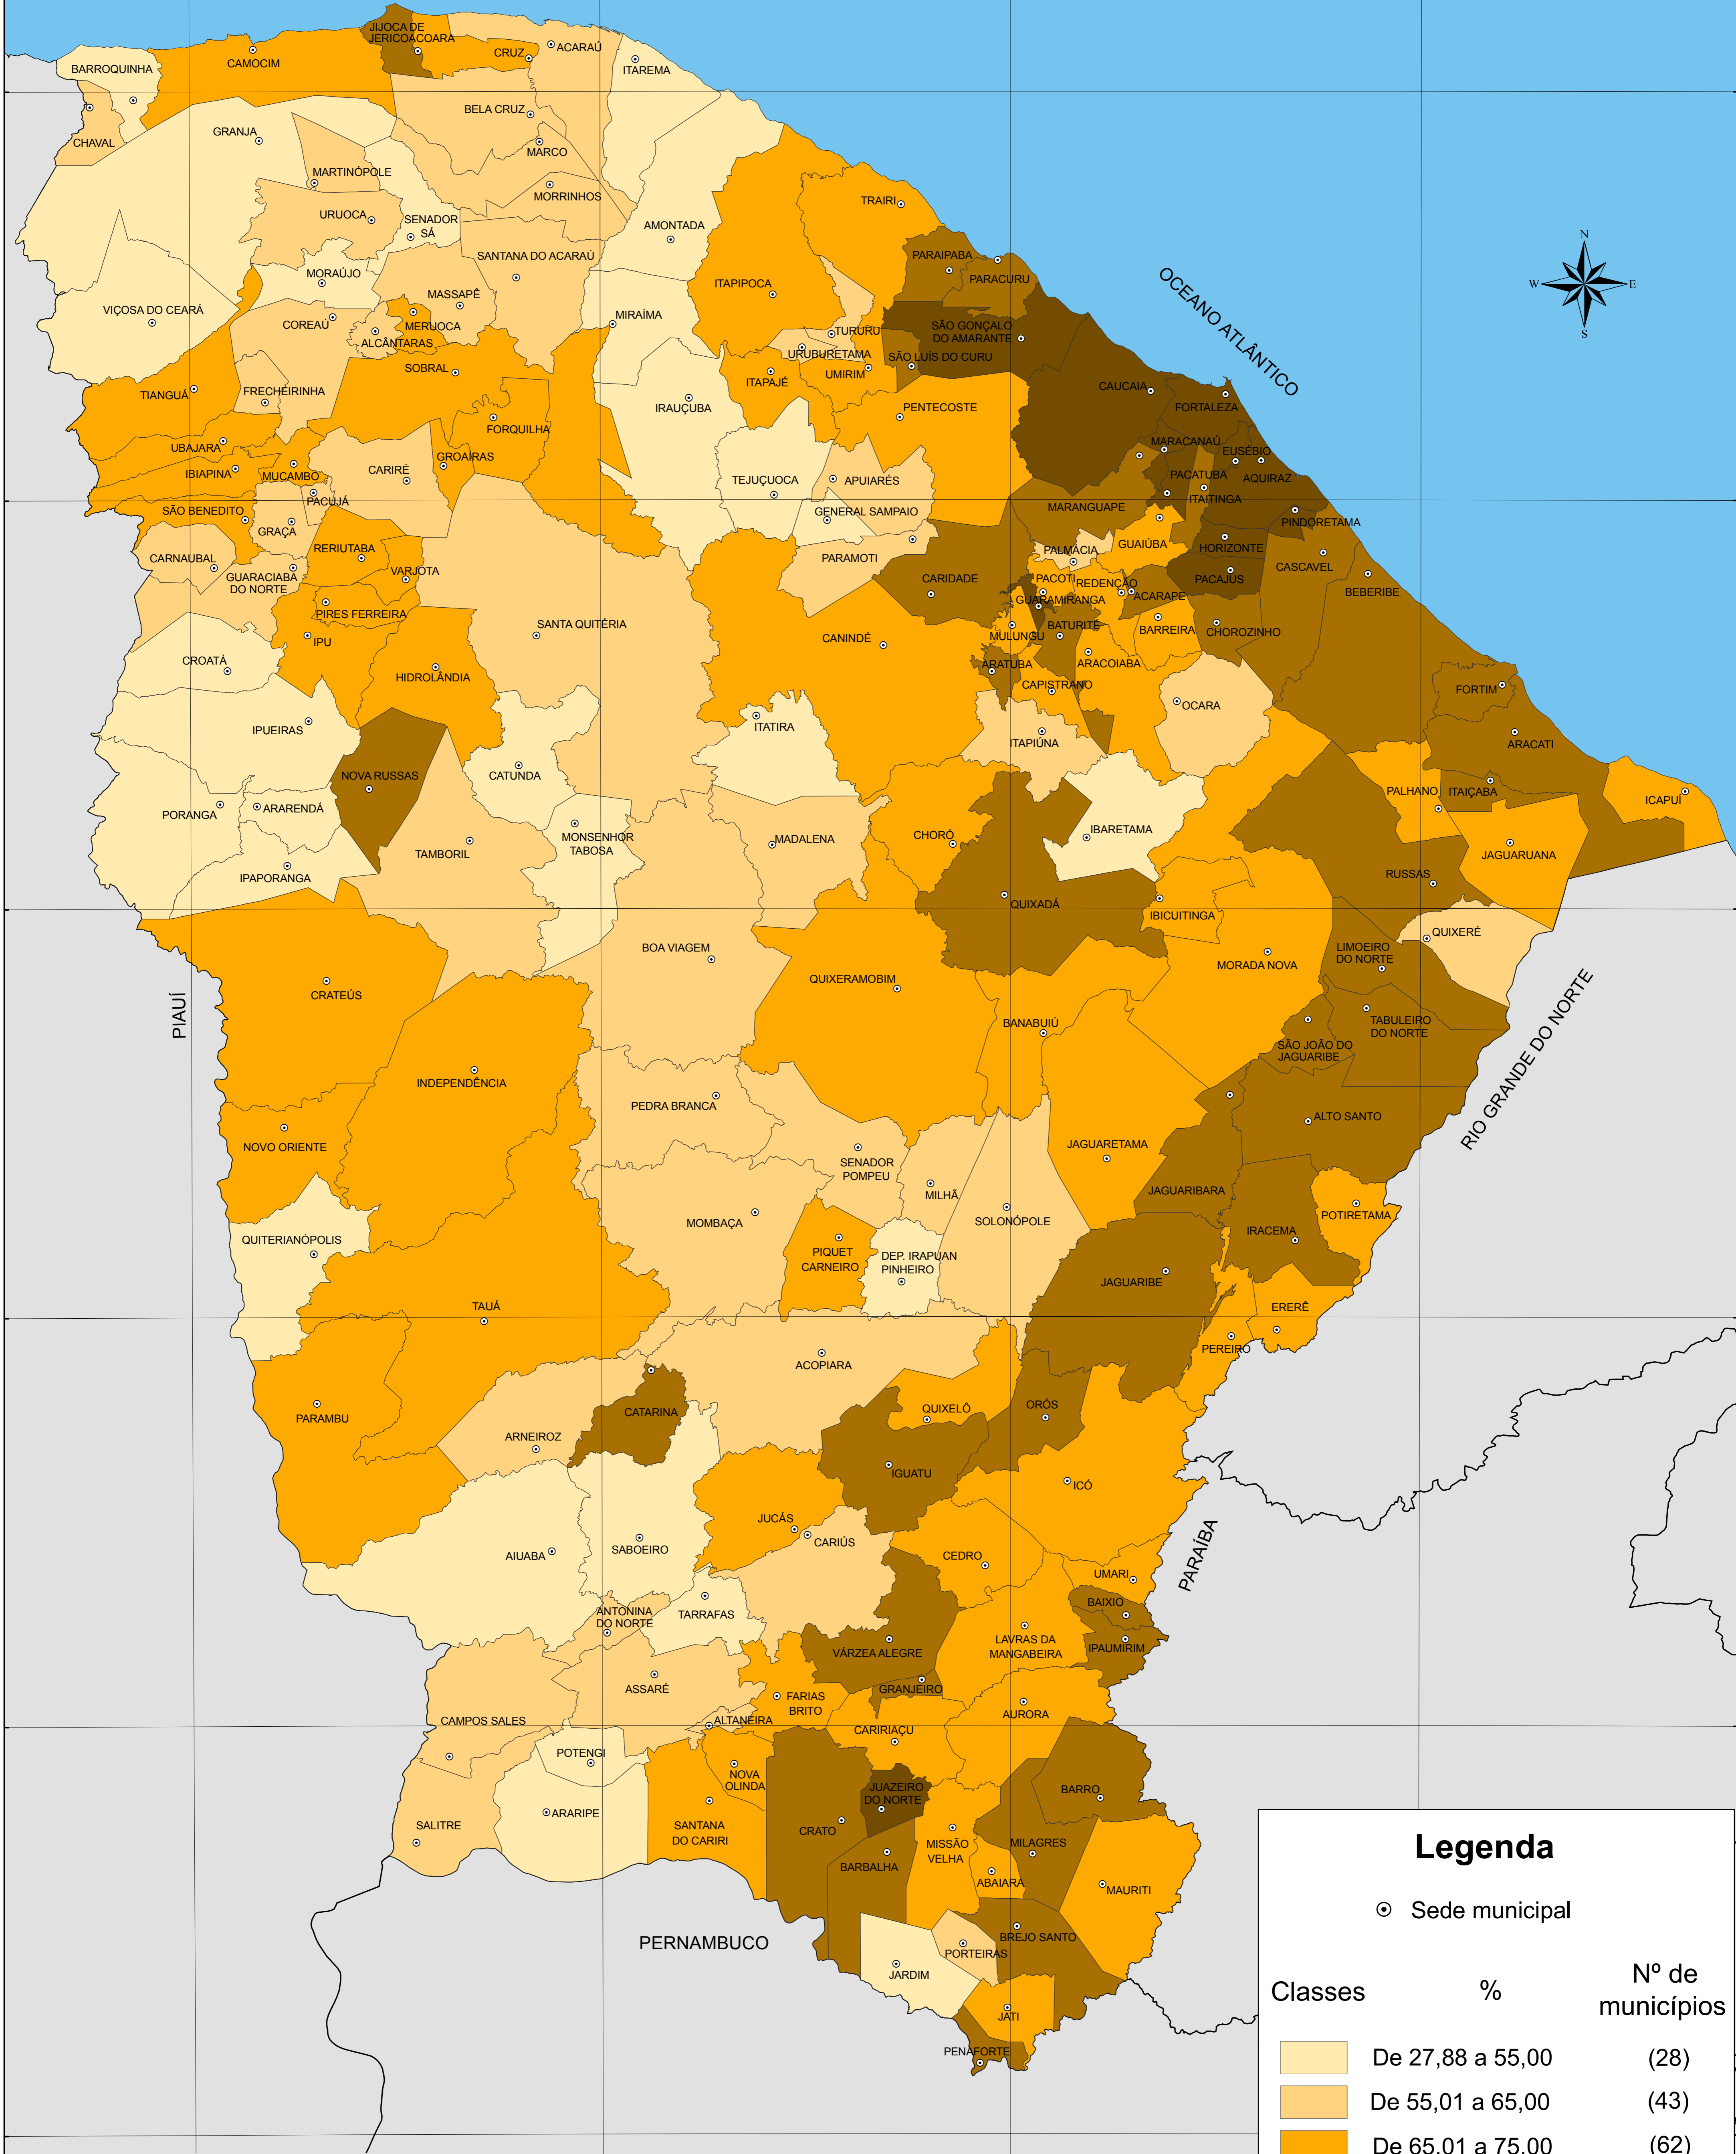 JIJOCA DE
JERICOACOARA
CRUZ
ACARAÚ
ITAREMA
BARROQUINHA
CAMOCIM
CHAVAL
BELA CRUZ
GRANJA
MARCO
MARTINÓPOLE
MORRINHOS
URUOCA
SENADOR
SÁ
AMONTADA
TRAIRI
MORAÚJO
SANTANA DO ACARAÚ
ITAPIPOCA
PARAIPABA
PARACURU
OCEANO ATLÂNTICO
N
W
E
S
VIÇOSA DO CEARÁ
MASSAPÊ
COREAÚ
MERUOCA
ALCÂNTARAS
MIRAÍMA
TURURU
URUBURETAMA
SÃO GONÇALO
DO AMARANTE
SÃO LUÍS DO CURU
SOBRAL
ITAPAJÉ
UMIRIM
TIANGUÁ
FRECHEIRINHA
IRAUÇUBA
PENTECOSTE
CAUCAIA
FORTALEZA
FORQUILHA
UBAJARA
IBIAPINA
MUCAMBO
CARIRÉ
GROAÍRAS
MARACANAÚ
EUSÉBIO
PACATUBA
AQUIRAZ
ITAITINGA
PACUJÁ
TEJUÇUOCA
APUIARÉS
MARANGUAPE
SÃO BENEDITO
GRAÇA
GENERAL SAMPAIO
PINDORETAMA
CARNAUBAL
RERIUTABA
PARAMOTI
PALMÁCIA
GUAIÚBA
HORIZONTE
GUARACIABA
DO NORTE
VARJOTA
CARIDADE
PACOTI
REDENÇÃO
PACAJUS
CASCAVEL
BEBERIBE
PIRES FERREIRA
GUARAMIRANGA
ACARAPE
IPU
SANTA QUITÉRIA
CANINDÉ
MULUNGU
BATURITÉ
BARREIRA
CHOROZINHO
CROATÁ
HIDROLÂNDIA
ARATUBA
ARACOIABA
CAPISTRANO
OCARA
FORTIM
IPUEIRAS
ITATIRA
ITAPIÚNA
ARACATI
NOVA RUSSAS
CATUNDA
PALHANO
ITAIÇABA
ICAPUÍ
PORANGA
ARARENDÁ
MONSENHOR
TABOSA
MADALENA
CHORÓ
IBARETAMA
TAMBORIL
JAGUARUANA
IPAPORANGA
RUSSAS
QUIXADÁ
IBICUITINGA
QUIXERÉ
BOA VIAGEM
LIMOEIRO
DO NORTE
MORADA NOVA
CRATEÚS
QUIXERAMOBIM
PIAUÍ
BANABUIÚ
TABULEIRO
DO NORTE
SÃO JOÃO DO
JAGUARIBE
RIO GRANDE DO NORTE
INDEPENDÊNCIA
PEDRA BRANCA
ALTO SANTO
NOVO ORIENTE
JAGUARETAMA
SENADOR
POMPEU
MILHÃ
JAGUARIBARA
MOMBAÇA
SOLONÓPOLE
POTIRETAMA
IRACEMA
QUITERIANÓPOLIS
PIQUET
CARNEIRO
DEP. IRAPUAN
PINHEIRO
JAGUARIBE
TAUÁ
ERERÊ
PEREIRO
ACOPIARA
PARAMBU
CATARINA
QUIXELÔ
ORÓS
ARNEIROZ
IGUATU
ICÓ
JUCÁS
CARIÚS
AIUABA
SABOEIRO
CEDRO
PARAÍBA
UMARI
ANTONINA
DO NORTE
TARRAFAS
BAIXIO
VÁRZEA ALEGRE
LAVRAS DA
MANGABEIRA
IPAUMIRIM
ASSARÉ
GRANJEIRO
FARIAS
BRITO
AURORA
CAMPOS SALES
ALTANEIRA
CARIRIAÇU
POTENGI
NOVA
OLINDA
JUAZEIRO
DO NORTE
BARRO
ARARIPE
SALITRE
SANTANA
DO CARIRI
CRATO
MISSÃO
VELHA
MILAGRES
BARBALHA
ABAIARA
MAURITI
PERNAMBUCO
BREJO SANTO
PORTEIRAS
JARDIM
JATI
PENAFORTE
Legenda
Sede municipal
Classes % Nº de
municípios
De 27,88 a 55,00 (28)
De 55,01 a 65,00 (43)
De 65,01 a 75,00 (62)